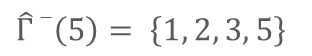 Γ̂⁻(5) = {1, 2, 3, 5}